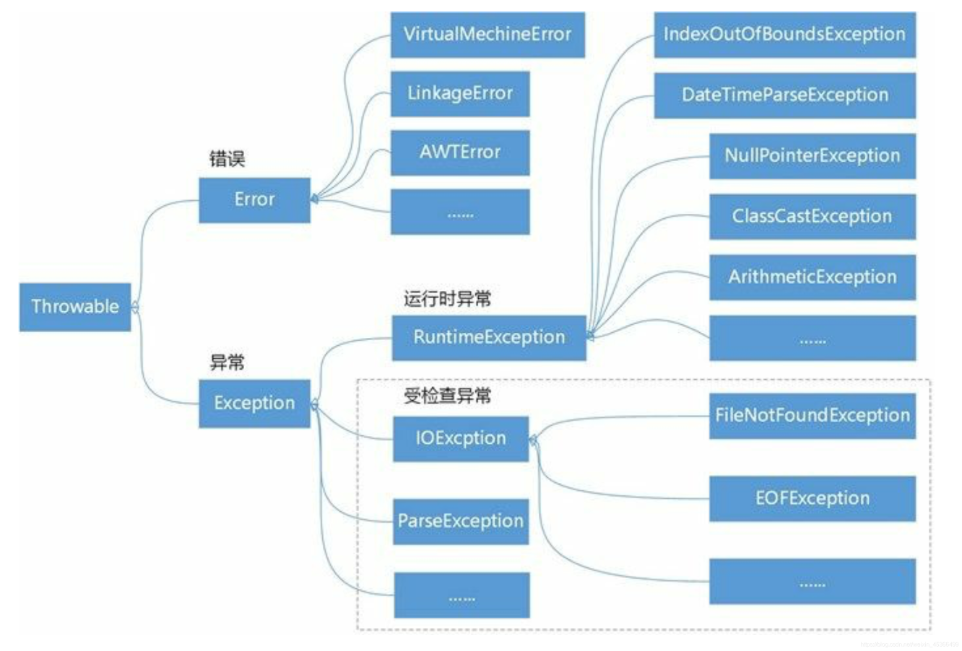 VirtualMechineError
LinkageError
AWTError
......
错误
Error
Throwable
异常
Exception
运行时异常
RuntimeException
IndexOutOfBoundsException
DateTimeParseException
NullPointerException
ClassCastException
ArithmeticException
......
受检查异常
IOExcption
ParseException
......
FileNotFoundException
EOFException
......